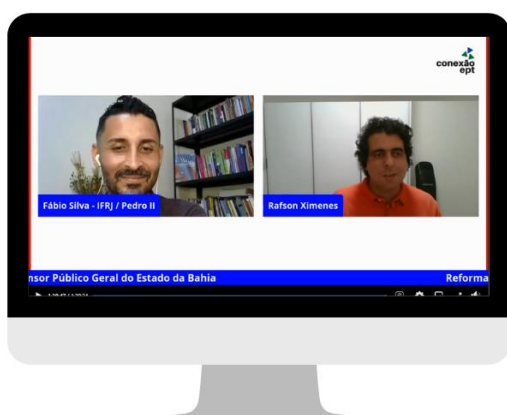 conexão
ept
Fábio Silva - IFRJ / Pedro II
Rafson Ximenes
nsor Público Geral do Estado da Bahia
Reforma